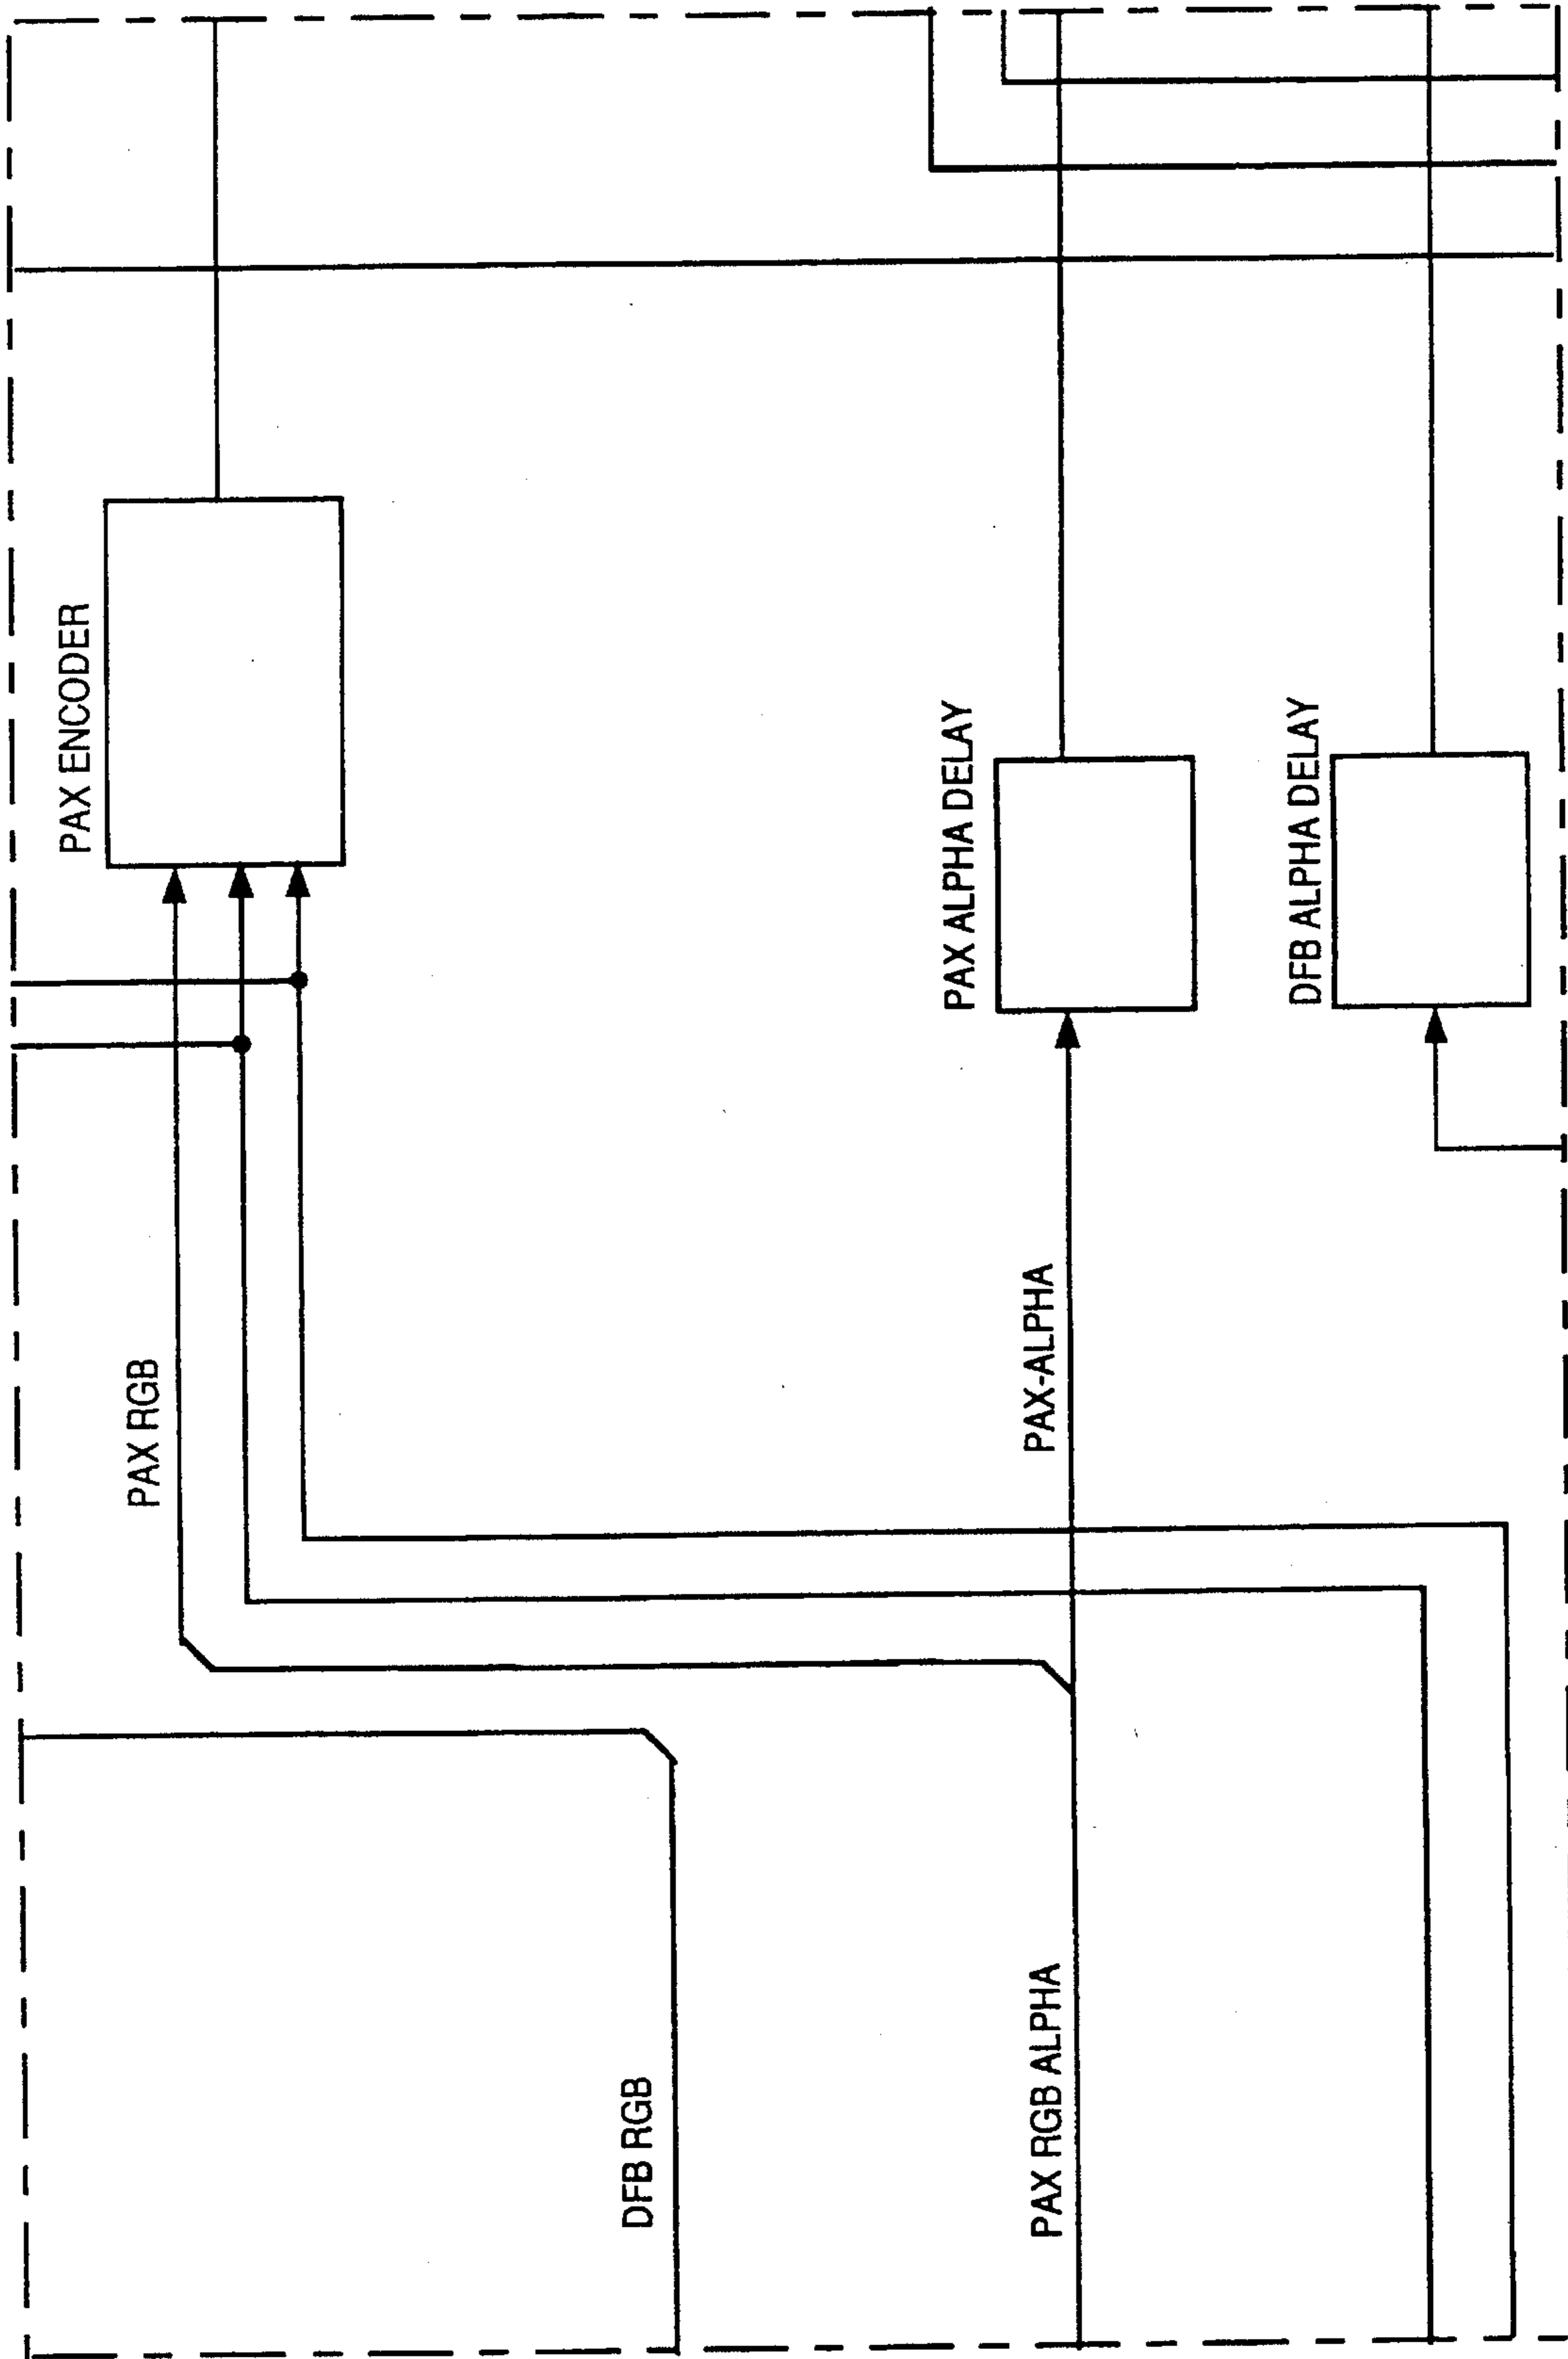 PAX ENCODER
PAX RGB
PAX ALPHA DELAY
DFB ALPHA DELAY
PAX-ALPHA
DFB RGB
PAX RGB ALPHA